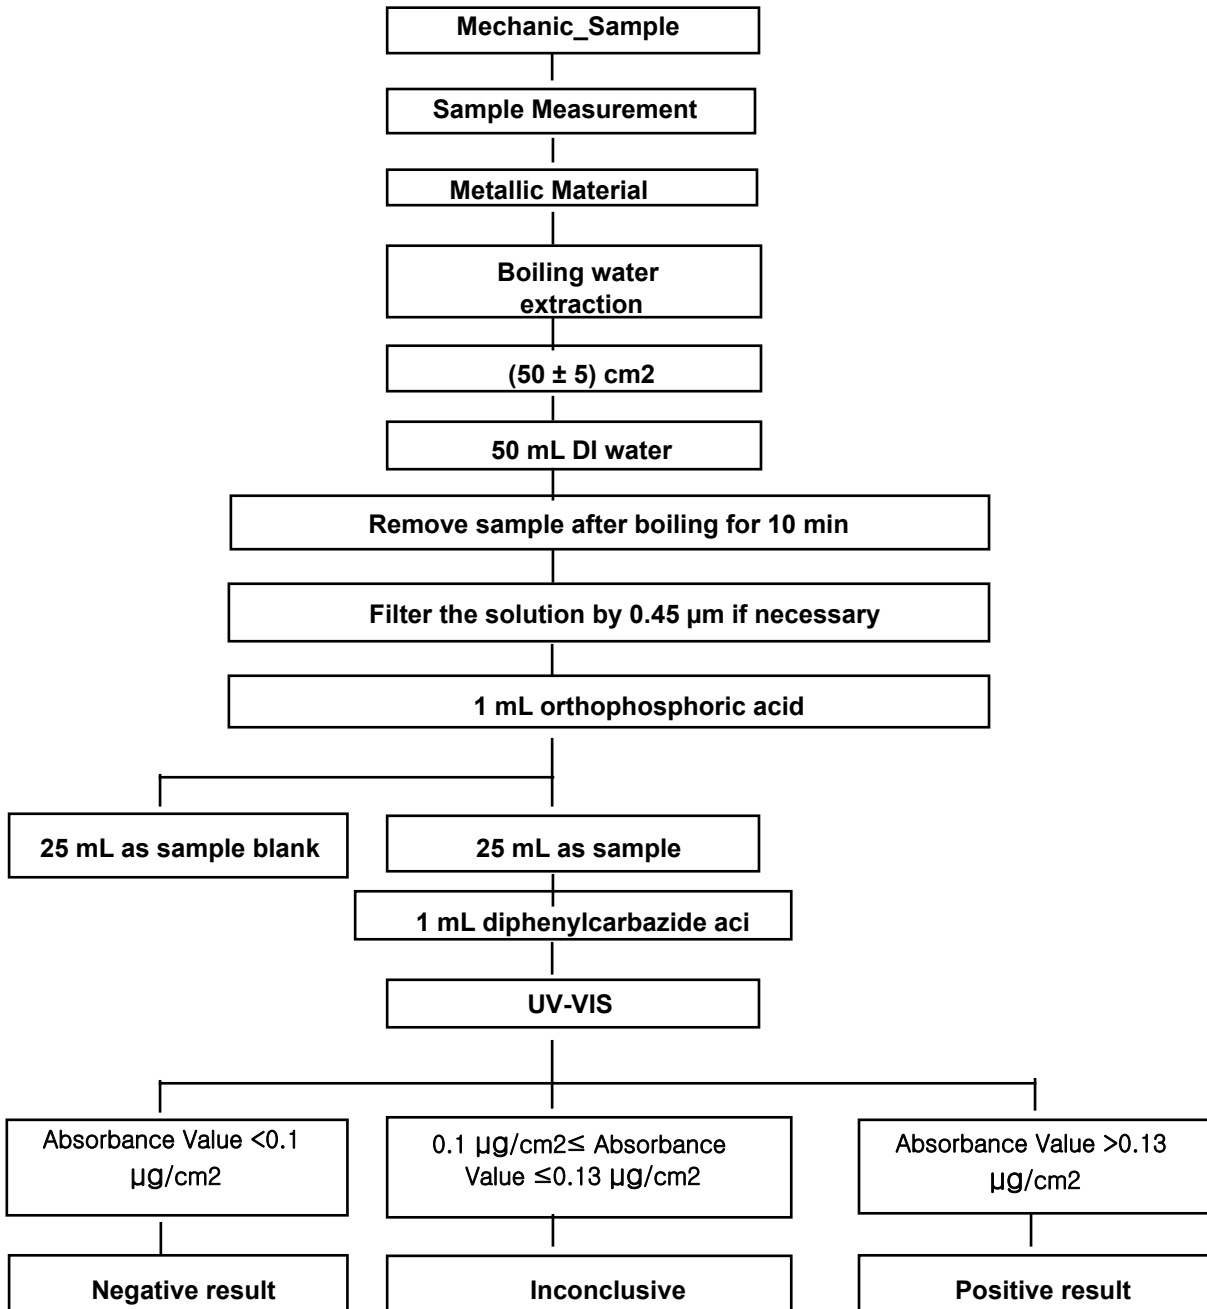 Mechanic_Sample
Sample Measurement
Metallic Material
Boiling water
extraction
(50 ± 5) cm2
50 mL DI water
Remove sample after boiling for 10 min
Filter the solution by 0.45 µm if necessary
1 mL orthophosphoric acid
25 mL as sample blank
25 mL as sample
1 mL diphenylcarbazide aci
UV-VIS
Absorbance Value <0.1
µg/cm2
0.1 µg/cm2≤ Absorbance
Value ≤0.13 µg/cm2
Absorbance Value >0.13
µg/cm2
Negative result
Inconclusive
Positive result